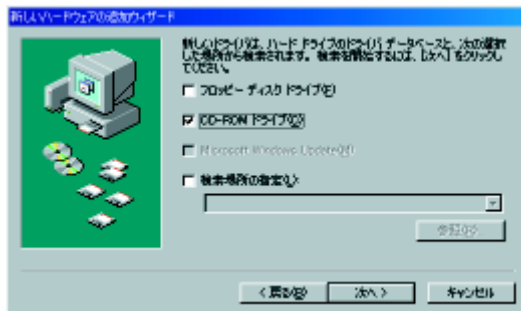 新しいハードウェアの追加ウィザード
新しいドライバは、ハード ドライブのドライバ データベースと、次の選択
した場所から検索されます。検索を開始するには、[次へ] をクリックし
てください。
フロッピー ディスク ドライブ(F)
CD-ROM ドライブ(C)
Microsoft Windows Update(M)
検索場所の指定(L):
参照(R)...
< 戻る(B)
次へ >
キャンセル